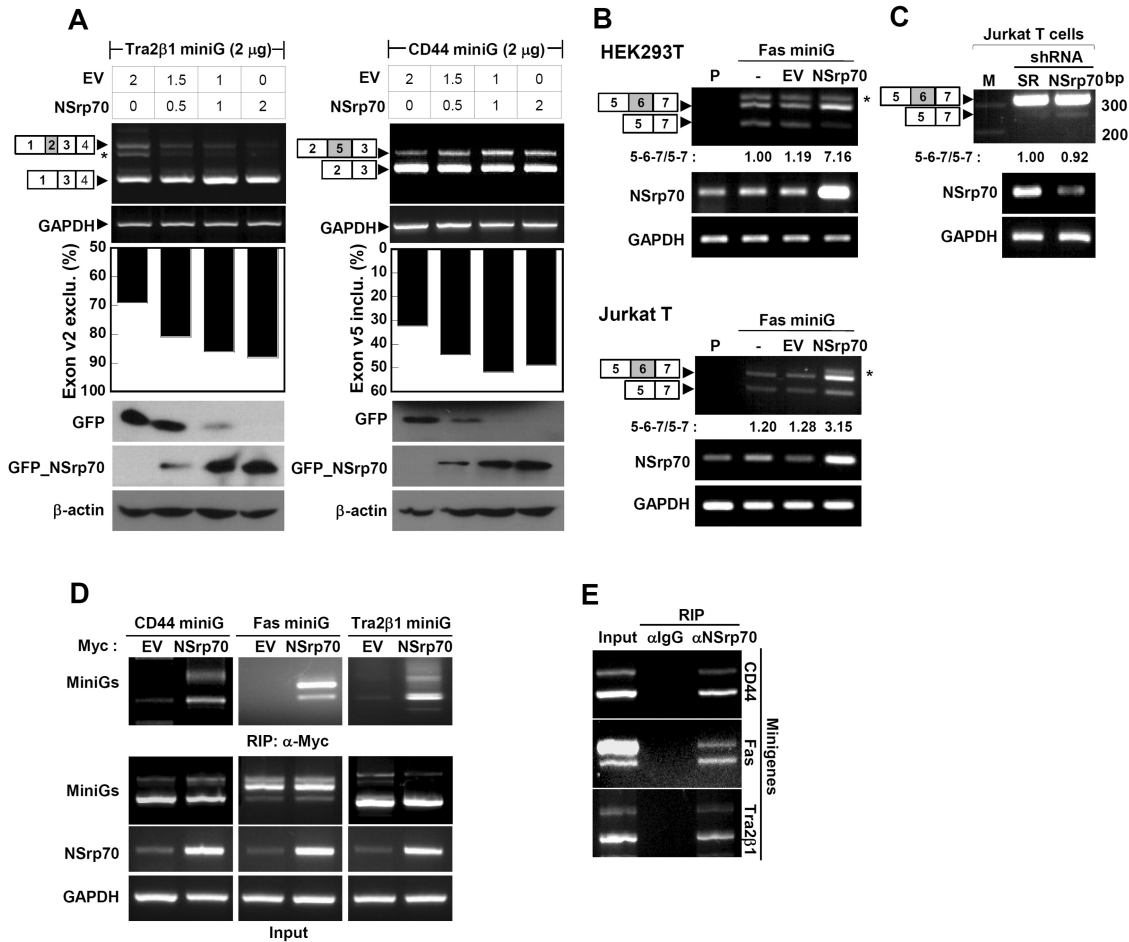 A
Tra2β1 miniG (2 μg)
EV 2 1.5 1 0
NSrp70 0 0.5 1 2
1 2 3 4
*
1 3 4
GAPDH
Exon v2 exclu. (%)
50
60
70
80
90
100
GFP
GFP_NSrp70
β-actin
CD44 miniG (2 μg)
EV 2 1.5 1 0
NSrp70 0 0.5 1 2
2 5 3
2 3
GAPDH
Exon v5 inclu. (%)
0
10
20
30
40
50
60
GFP
GFP_NSrp70
β-actin
B
HEK293T
Fas miniG
P - EV NSrp70
5 6 7
*
5 7
5-6-7/5-7 : 1.00 1.19 7.16
NSrp70
GAPDH
Jurkat T
Fas miniG
P - EV NSrp70
5 6 7
*
5 7
5-6-7/5-7 : 1.20 1.28 3.15
NSrp70
GAPDH
C
Jurkat T cells
shRNA
M SR NSrp70 bp
5 6 7
300
5 7
200
5-6-7/5-7 : 1.00 0.92
NSrp70
GAPDH
D
CD44 miniG Fas miniG Tra2β1 miniG
Myc : EV NSrp70 EV NSrp70 EV NSrp70
MiniGs
RIP: α-Myc
MiniGs
NSrp70
GAPDH
Input
E
RIP
Input αIgG αNSrp70
CD44
Fas
Tra2β1
Minigenes